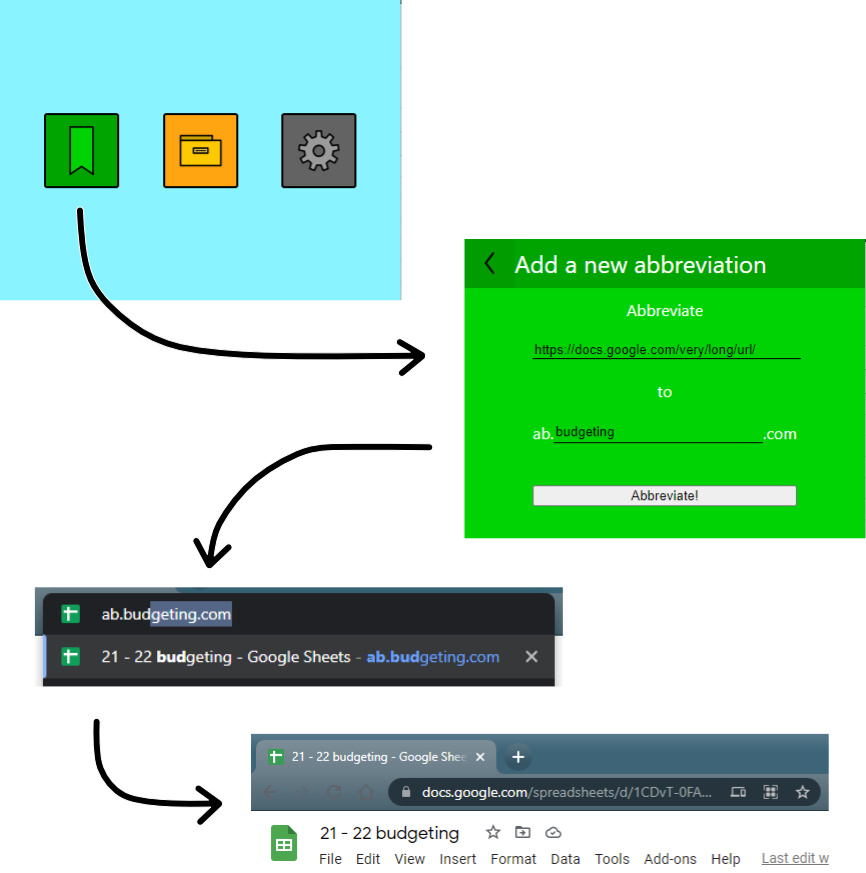 Add a new abbreviation
Abbreviate
https://docs.google.com/very/long/url/
to
ab.budgeting.com
Abbreviate!
ab.budgeting.com
21 - 22 budgeting - Google Sheets - ab.budgeting.com
21 - 22 budgeting - Google Shee
docs.google.com/spreadsheets/d/1CDvT-0FA...
21 - 22 budgeting
File Edit View Insert Format Data Tools Add-ons Help Last edit w